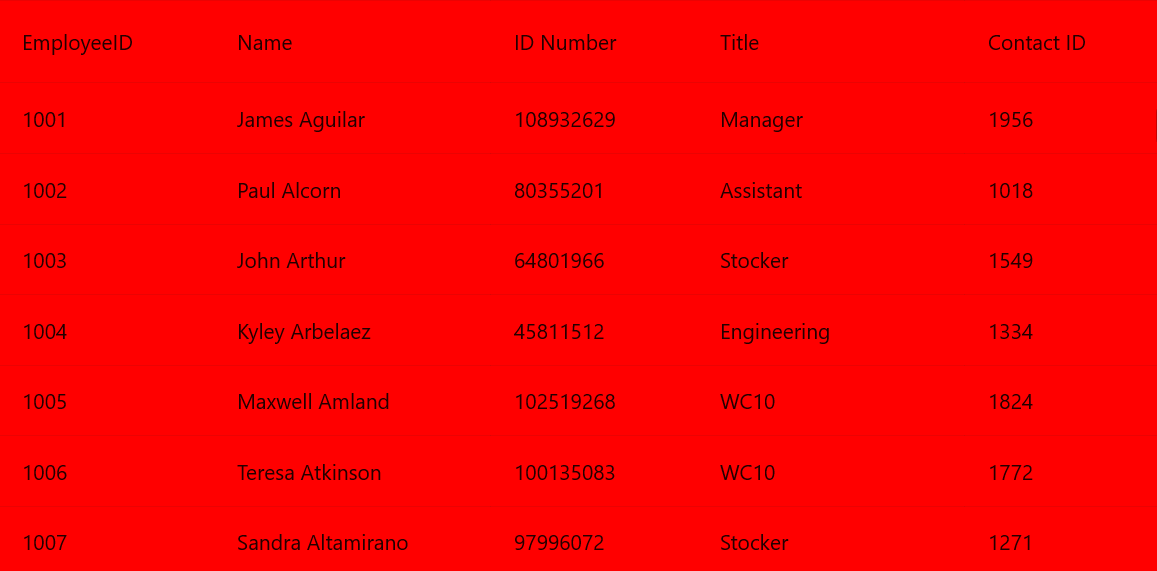 EmployeeID Name ID Number Title Contact ID
1001 James Aguilar 108932629 Manager 1956
1002 Paul Alcorn 80355201 Assistant 1018
1003 John Arthur 64801966 Stocker 1549
1004 Kyley Arbelaez 45811512 Engineering 1334
1005 Maxwell Amland 102519268 WC10 1824
1006 Teresa Atkinson 100135083 WC10 1772
1007 Sandra Altamirano 97996072 Stocker 1271